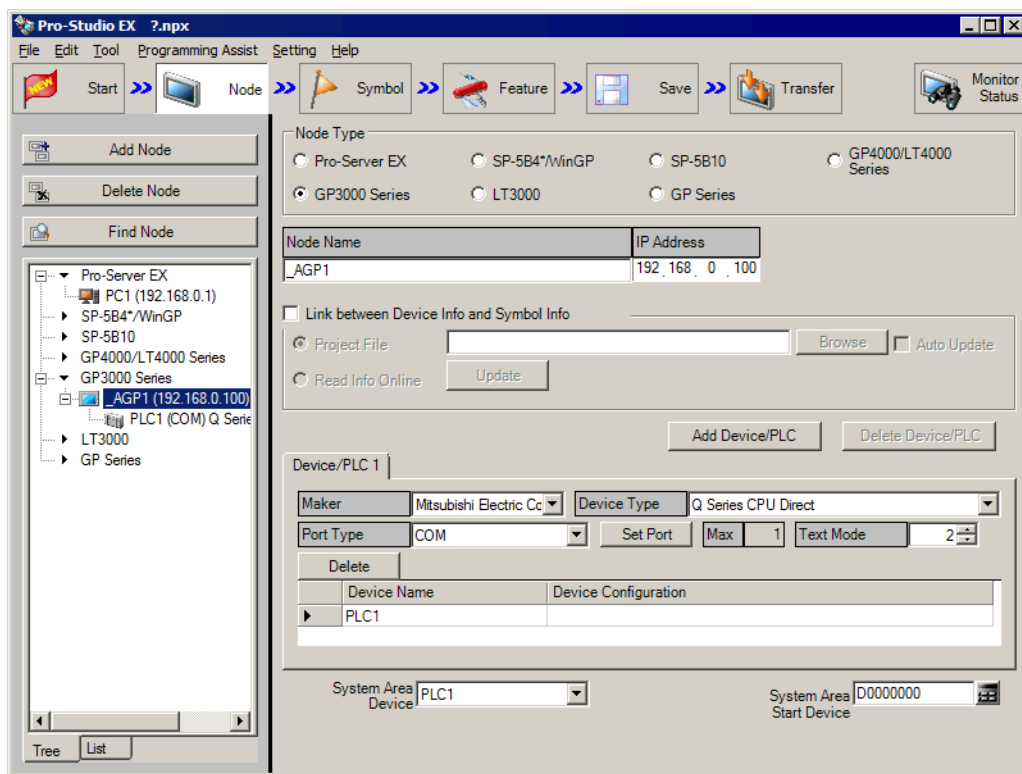 Pro-Studio EX ?.npx
File Edit Tool Programming Assist Setting Help
NEW Start Node Symbol Feature Save Transfer Monitor Status
Add Node
Delete Node
Find Node
Pro-Server EX
PC1 (192.168.0.1)
SP-5B4*/WinGP
SP-5B10
GP4000/LT4000 Series
GP3000 Series
_AGP1 (192.168.0.100)
PLC1 (COM) Q Serie
LT3000
GP Series
Tree List
Node Type
Pro-Server EX SP-5B4*/WinGP SP-5B10 GP4000/LT4000 Series
GP3000 Series LT3000 GP Series
Node Name IP Address
_AGP1 192 . 168 . 0 . 100
Link between Device Info and Symbol Info
Project File Browse Auto Update
Read Info Online Update
Add Device/PLC Delete Device/PLC
Device/PLC 1
Maker Mitsubishi Electric Co Device Type Q Series CPU Direct
Port Type COM Set Port Max 1 Text Mode 2
Delete
Device Name Device Configuration
PLC1
System Area Device PLC1 System Area Start Device D0000000